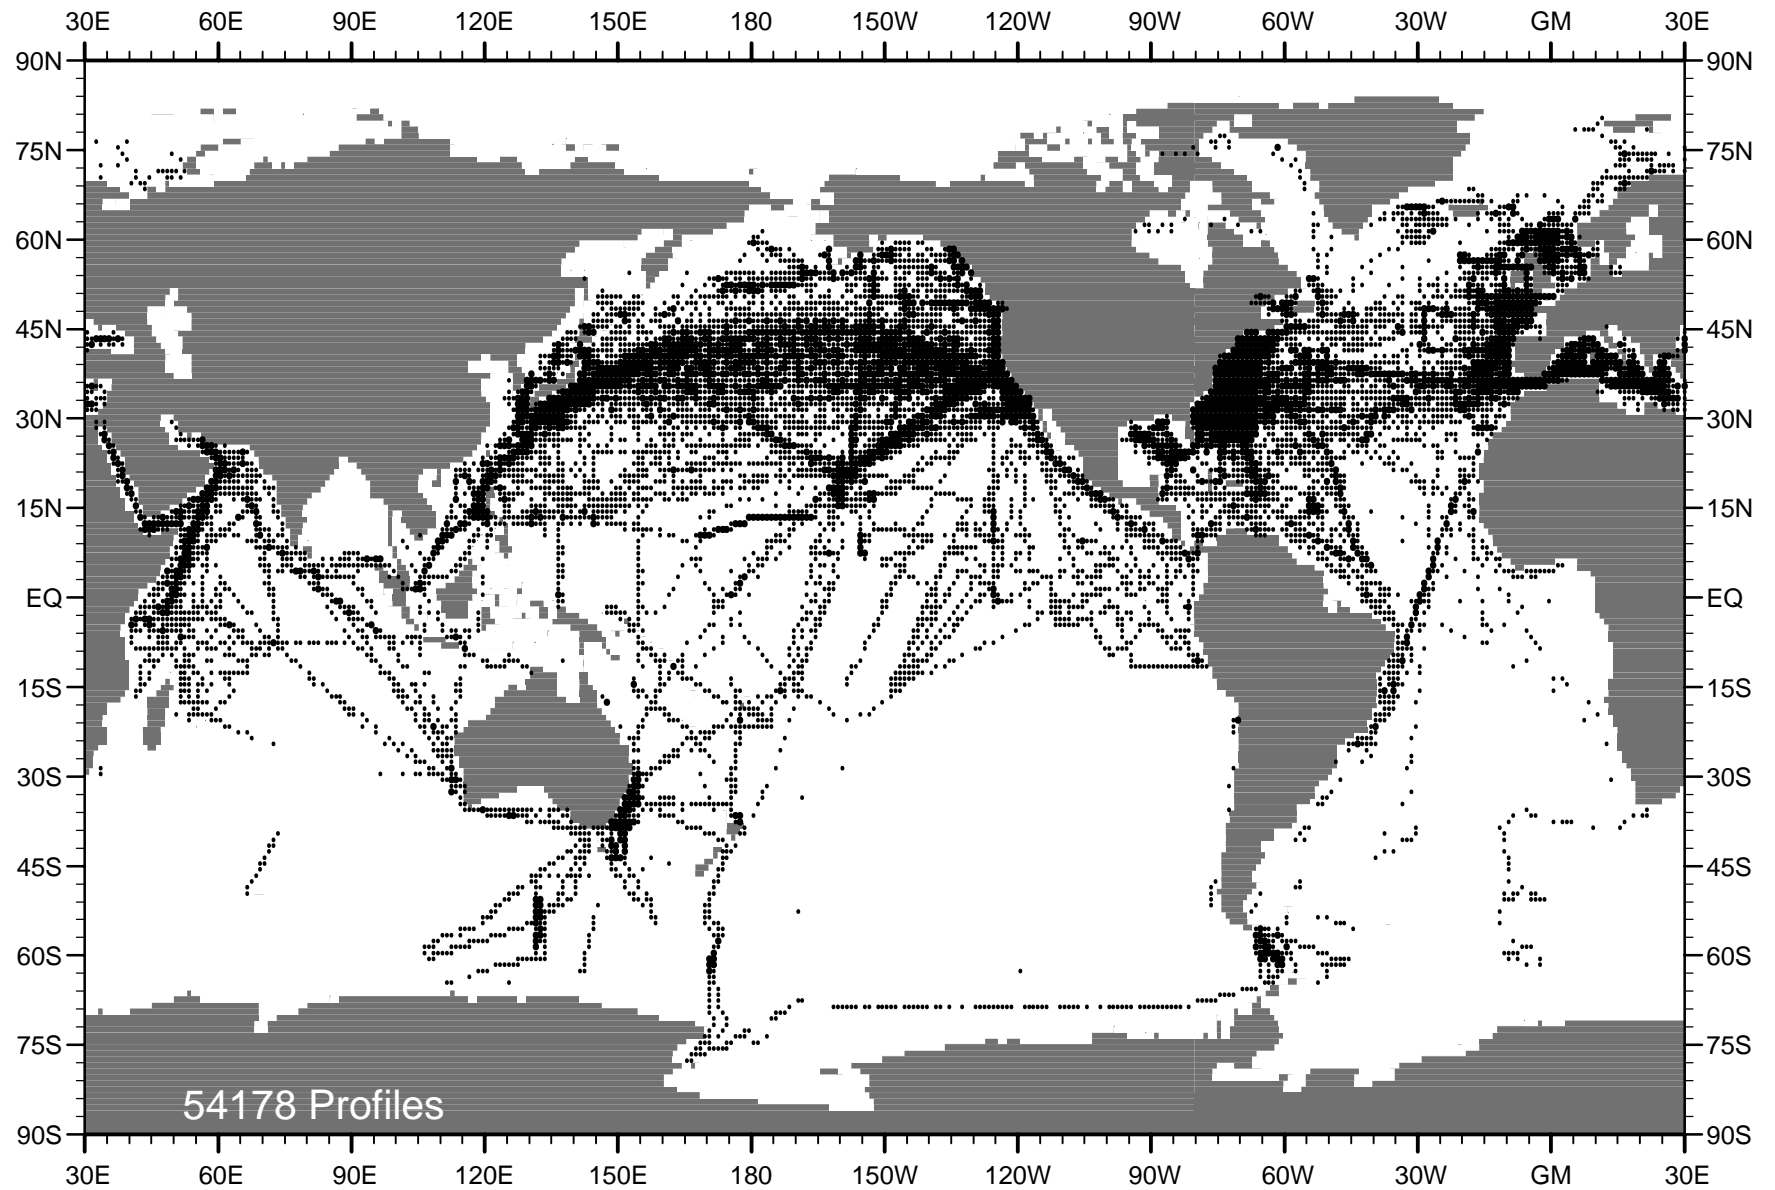 30E 60E 90E 120E 150E 180 150W 120W 90W 60W 30W GM 30E
90N 90N
75N 75N
60N 60N
45N 45N
30N 30N
15N 15N
EQ EQ
15S 15S
30S 30S
45S 45S
60S 60S
75S 75S
54178 Profiles
90S 90S
30E 60E 90E 120E 150E 180 150W 120W 90W 60W 30W GM 30E